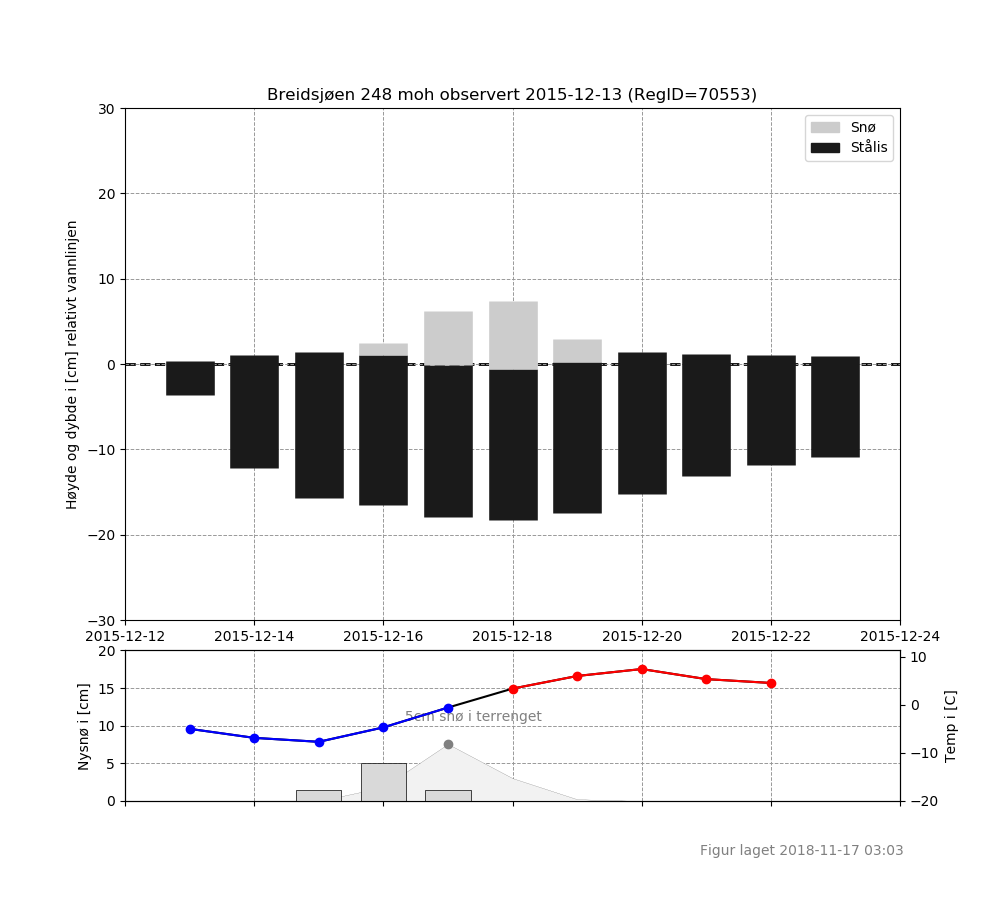 Breidsjøen 248 moh observert 2015-12-13 (RegID=70553)
Snø
Stålis
Høyde og dybde i [cm] relativt vannlinjen
30
20
10
0
−10
−20
−30
2015-12-12 2015-12-14 2015-12-16 2015-12-18 2015-12-20 2015-12-22 2015-12-24
Nysnø i [cm]
20
15
10
5
0
5cm snø i terrenget
10
0
−10
−20
Temp i [C]
Figur laget 2018-11-17 03:03